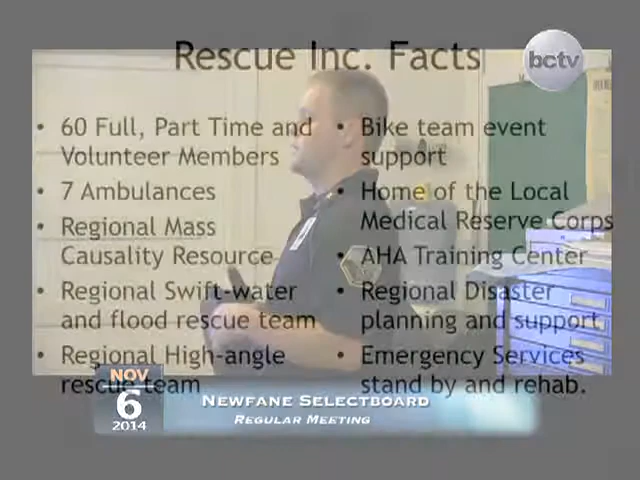 Rescue Inc. Facts
bctv
• 60 Full, Part Time and
Volunteer Members
• 7 Ambulances
• Regional Mass
Causality Resource
• Regional Swift-water
and flood rescue team
• Regional High-angle
rescue team
• Bike team event
support
• Home of the Local
Medical Reserve Corps
• AHA Training Center
• Regional Disaster
planning and support
• Emergency Services
stand by and rehab.
NOV
6
2014
Newfane Selectboard
Regular Meeting